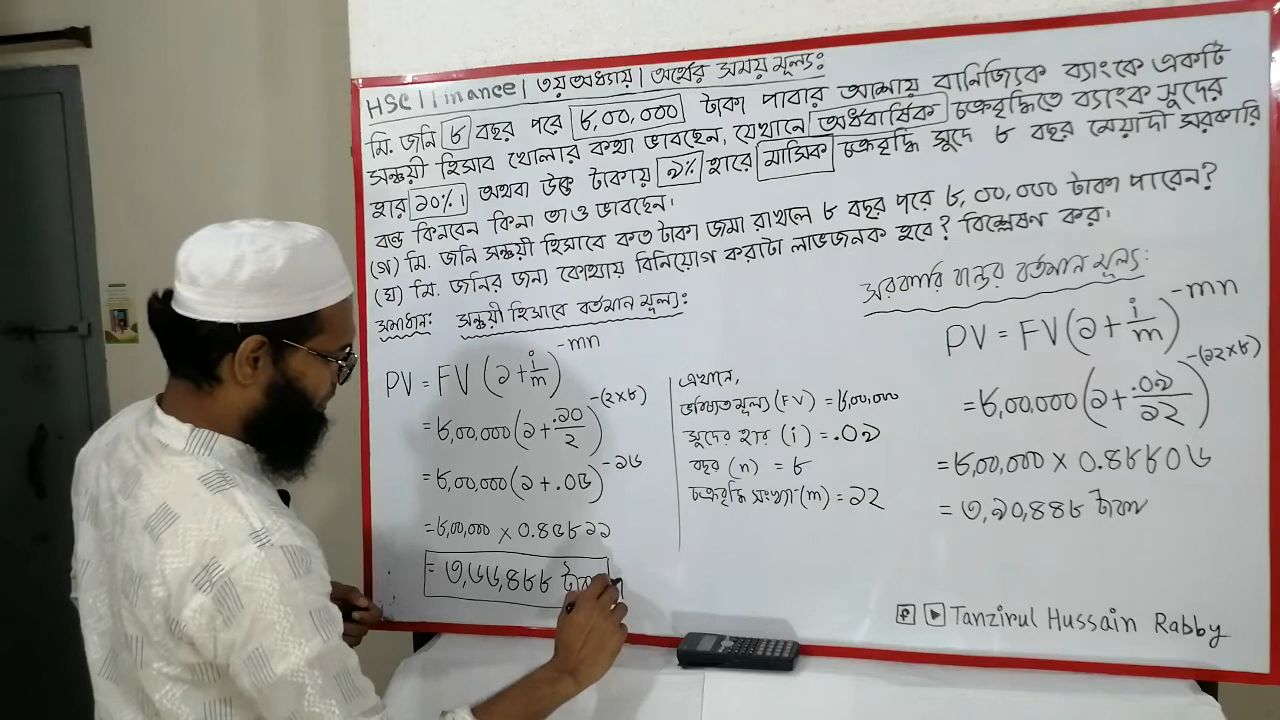 HSC | Finance | ৩য় অধ্যায় | অর্থের সময় মূল্য:
মি. জনি ৮ বছর পরে ৮,০০,০০০ টাকা পাবার আশায় বানিজ্যিক ব্যাংকে একটি
সঞ্চয়ী হিসাব খোলার কথা ভাবছেন, যেখানে অর্ধবার্ষিক চক্রবৃদ্ধিতে ব্যাংক সুদের
হার ১০%। অথবা উক্ত টাকায় ৯% হারে মাসিক চক্রবৃদ্ধি সুদে ৮ বছর মেয়াদী সরকারি
বন্ড কিনবেন কিনা তাও ভাবছেন।
(গ) মি. জনি সঞ্চয়ী হিসাবে কত টাকা জমা রাখলে ৮ বছর পরে ৮,০০,০০০ টাকা পাবেন?
(ঘ) মি. জনির জন্য কোথায় বিনিয়োগ করাটা লাভজনক হবে? বিশ্লেষণ কর।
সমাধান: সঞ্চয়ী হিসাবে বর্তমান মূল্য:
PV = FV (১+i/m)^-mn
= ৮,০০,০০০ (১+.১০/২)^-(২×৮)
= ৮,০০,০০০ (১+.০৫)^-১৬
= ৮,০০,০০০ × ০.৪৫৮১১
= ৩,৬৬,৪৮৮ টাকা
এখানে,
ভবিষ্যত মূল্য (FV) = ৮,০০,০০০
সুদের হার (i) = .০৯
বছর (n) = ৮
চক্রবৃদ্ধি সংখ্যা (m) = ১২
সরকারি বন্ডের বর্তমান মূল্য:
PV = FV (১+i/m)^-mn
= ৮,০০,০০০ (১+.০৯/১২)^-(১২×৮)
= ৮,০০,০০০ × ০.৪৮৮০৬
= ৩,৯০,৪৪৮ টাকা
Tanzirul Hussain Rabby